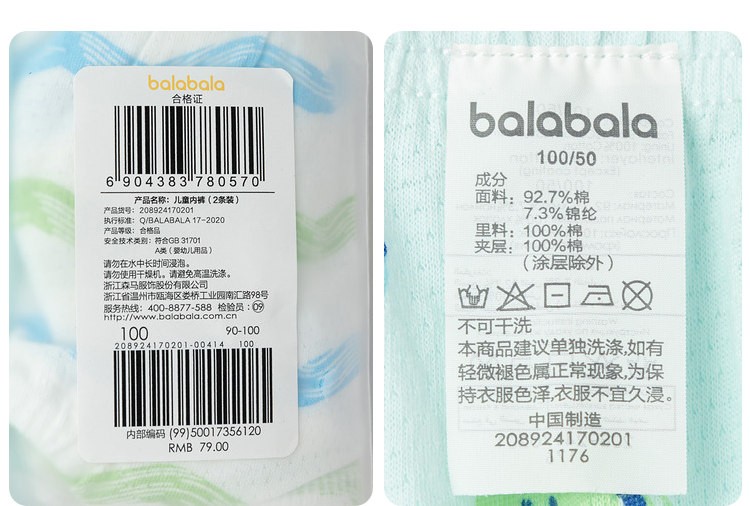 balabala
合格证
6 904383 780570
产品名称：儿童内裤（2条装）
产品货号：208924170201
执行标准：Q/BALABALA 17-2020
产品等级：合格品
安全技术类别：符合GB 31701
A类（婴幼儿用品）
请勿在水中长时间浸泡。
请勿使用干燥机。请避免高温洗涤。
浙江森马服饰股份有限公司
浙江省温州市瓯海区娄桥工业园南汇路98号
服务热线：400-8877-588 检验员：09
http://www.balabala.com.cn
100 90-100
208924170201-00414 100
内部编码 (99)50017356120
RMB 79.00
balabala
100/50
成分
面料：92.7%棉
7.3%锦纶
里料：100%棉
夹层：100%棉
（涂层除外）
不可干洗
本商品建议单独洗涤,如有
轻微褪色属正常现象,为保
持衣服色泽,衣服不宜久浸。
中国制造
208924170201
1176